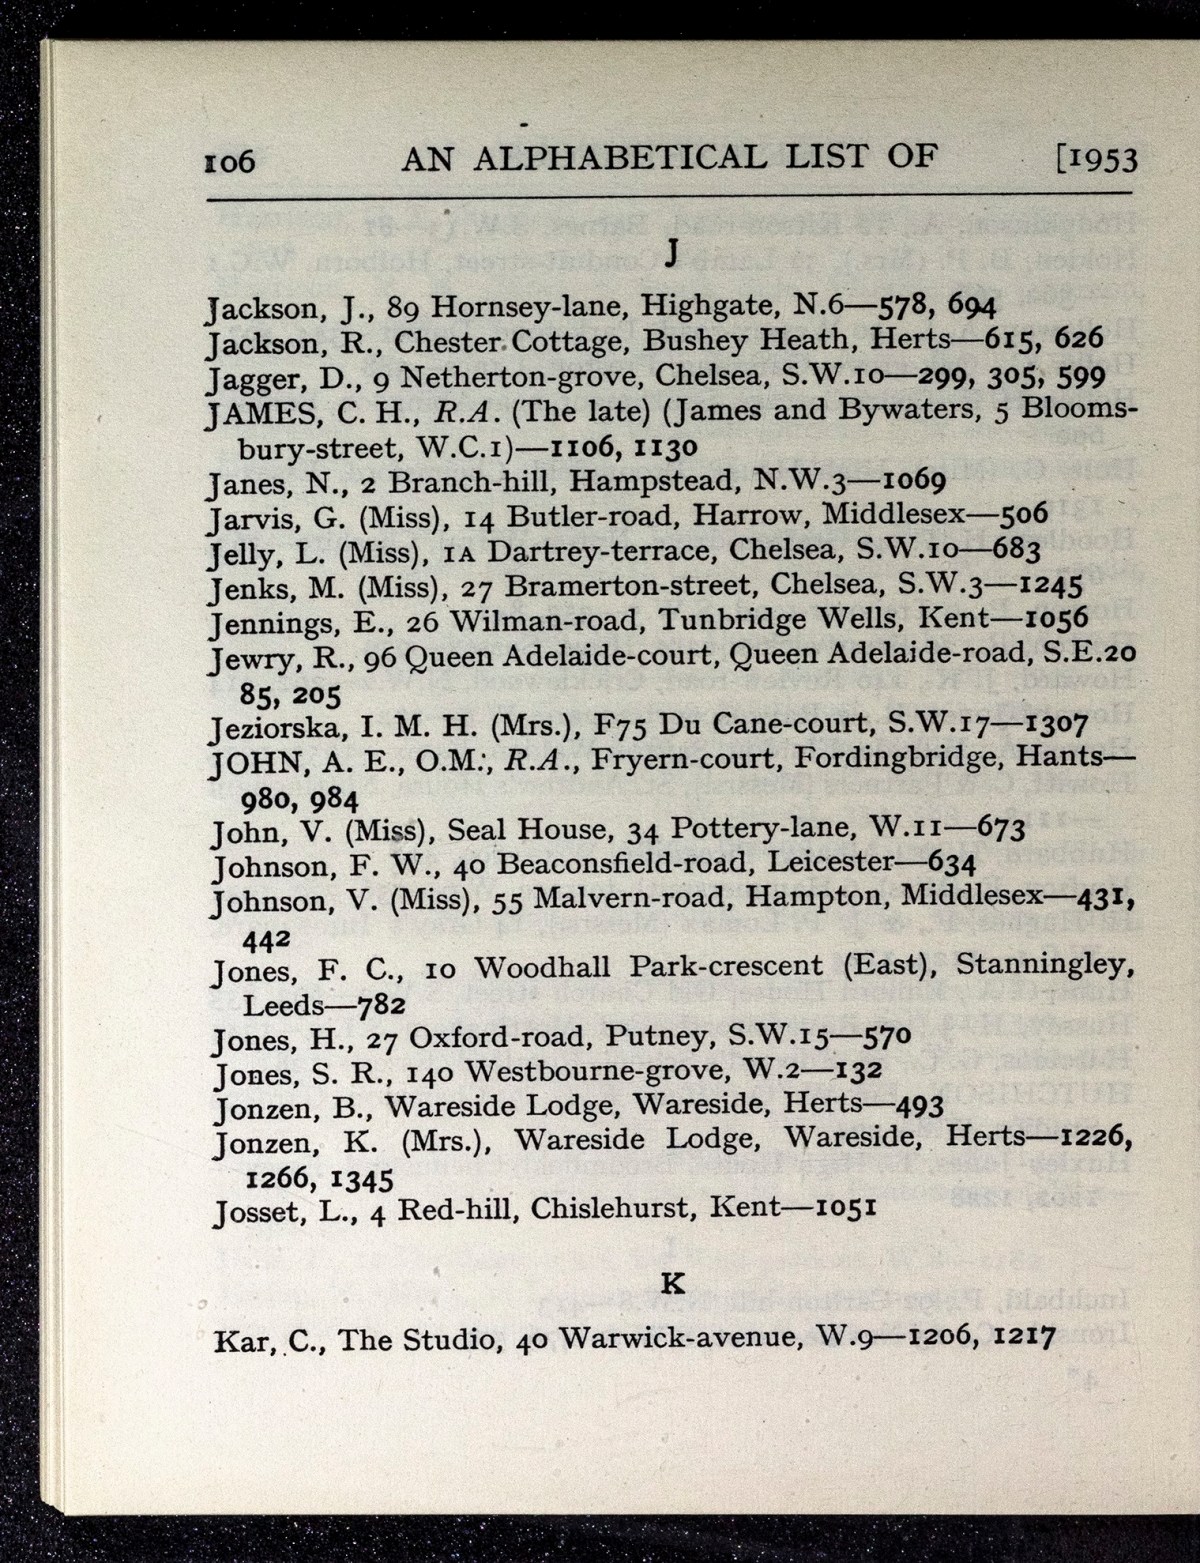 106 AN ALPHABETICAL LIST OF [1953
J
Jackson, J., 89 Hornsey-lane, Highgate, N.6—578, 694
Jackson, R., Chester Cottage, Bushey Heath, Herts—615, 626
Jagger, D., 9 Netherton-grove, Chelsea, S.W.10—299, 305, 599
JAMES, C. H., R.A. (The late) (James and Bywaters, 5 Blooms-
bury-street, W.C.1)—1106, 1130
Janes, N., 2 Branch-hill, Hampstead, N.W.3—1069
Jarvis, G. (Miss), 14 Butler-road, Harrow, Middlesex—506
Jelly, L. (Miss), 1A Dartrey-terrace, Chelsea, S.W.10—683
Jenks, M. (Miss), 27 Bramerton-street, Chelsea, S.W.3—1245
Jennings, E., 26 Wilman-road, Tunbridge Wells, Kent—1056
Jewry, R., 96 Queen Adelaide-court, Queen Adelaide-road, S.E.20
85, 205
Jeziorska, I. M. H. (Mrs.), F75 Du Cane-court, S.W.17—1307
JOHN, A. E., O.M., R.A., Fryern-court, Fordingbridge, Hants—
980, 984
John, V. (Miss), Seal House, 34 Pottery-lane, W.11—673
Johnson, F. W., 40 Beaconsfield-road, Leicester—634
Johnson, V. (Miss), 55 Malvern-road, Hampton, Middlesex—431,
442
Jones, F. C., 10 Woodhall Park-crescent (East), Stanningley,
Leeds—782
Jones, H., 27 Oxford-road, Putney, S.W.15—570
Jones, S. R., 140 Westbourne-grove, W.2—132
Jonzen, B., Wareside Lodge, Wareside, Herts—493
Jonzen, K. (Mrs.), Wareside Lodge, Wareside, Herts—1226,
1266, 1345
Josset, L., 4 Red-hill, Chislehurst, Kent—1051
K
Kar, C., The Studio, 40 Warwick-avenue, W.9—1206, 1217